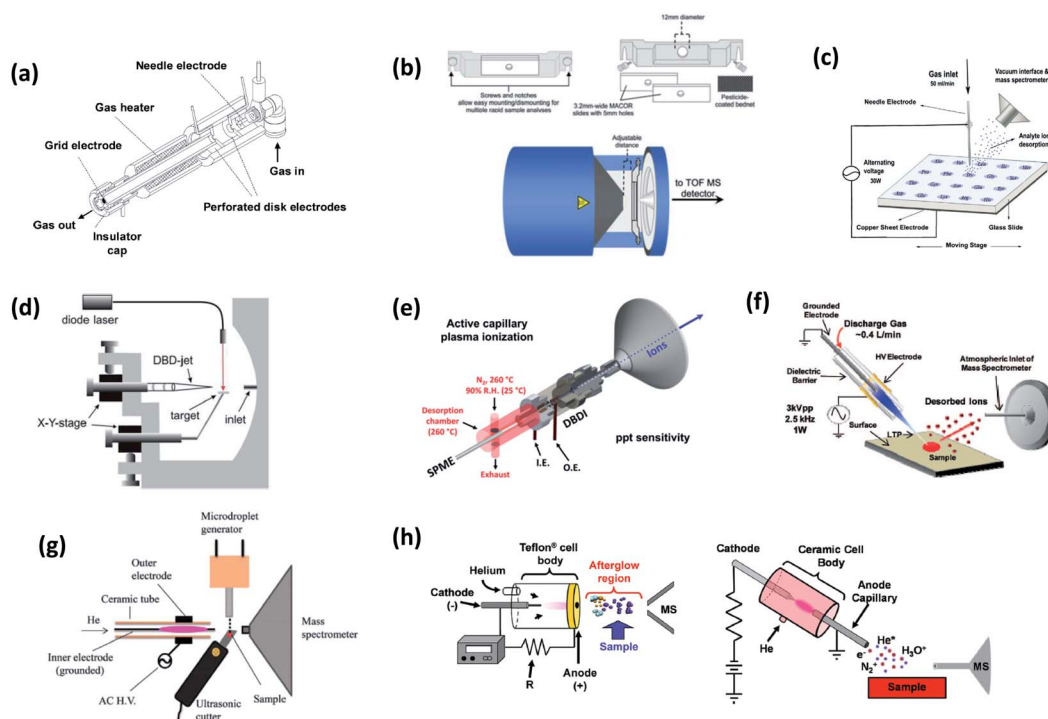 (a)
Needle electrode
Gas heater
Grid electrode
Gas in
Perforated disk electrodes
Gas out
Insulator
cap
(b)
12mm diameter
Screws and notches
allow easy mounting/dismounting for
multiple rapid sample analyses
3.2mm-wide MACOR
slides with 5mm holes
Pesticide-
coated bednet
Adjustable
distance
to TOF MS
detector
(c)
Gas inlet
50 ml/min
Vacuum interface &
mass spectrometer
Needle Electrode
Analyte Ion
desorption
Alternating
voltage
30W
Copper Sheet Electrode
Glass Slide
Moving Stage
(d)
diode laser
DBD-jet
X-Y-stage
target
inlet
(e)
Active capillary
plasma ionization
Ions
N2, 260 °C
90% R.H. (25 °C)
Desorption
chamber
(260 °C)
DBDI
ppt sensitivity
SPME
I.E.
O.E.
Exhaust
(f)
Grounded
Electrode
Discharge Gas
~0.4 L/min
HV Electrode
Dielectric
Barrier
Atmospheric Inlet of
Mass Spectrometer
Desorbed Ions
3kVpp
2.5 kHz
1W
Surface
LTP
Sample
(g)
Microdroplet
generator
Outer
electrode
Ceramic tube
He
Mass
spectrometer
Inner electrode
(grounded)
AC H.V.
Ultrasonic
cutter
Sample
(h)
Teflon® cell
body
Helium
Afterglow
region
Cathode
(-)
MS
Sample
R
Anode
(+)
Cathode
Ceramic Cell
Body
Anode
Capillary
He
He*
e-
H3O+
N2+
MS
Sample